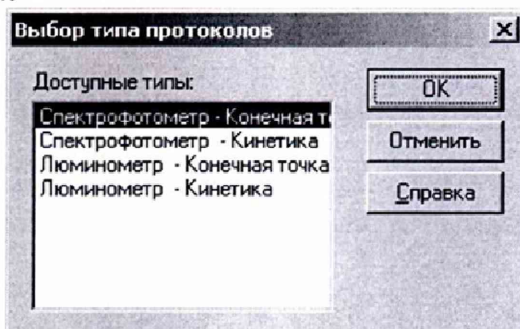 Выбор типа протоколов
Доступные типы:
Спектрофотометр - Конечная т
Спектрофотометр - Кинетика
Люминометр - Конечная точка
Люминометр - Кинетика
OK
Отменить
Справка